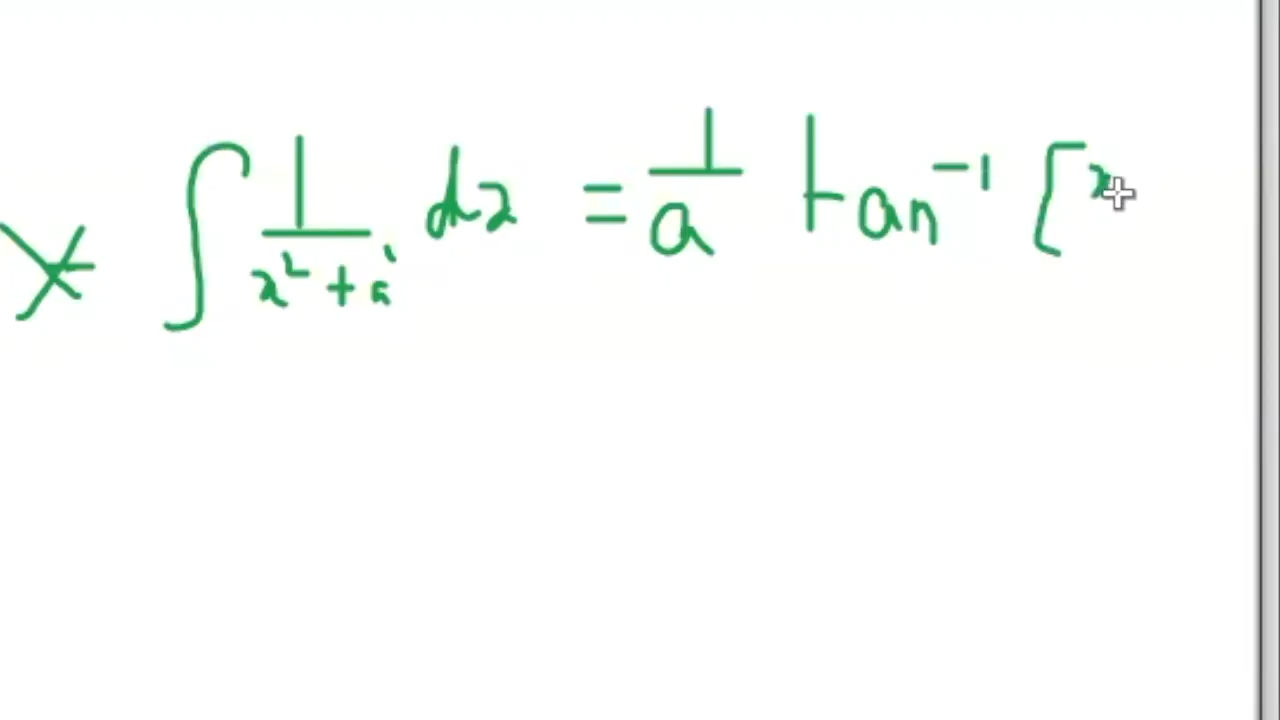 * ∫ 1/(x² + a²) dx = 1/a tan⁻¹ [x